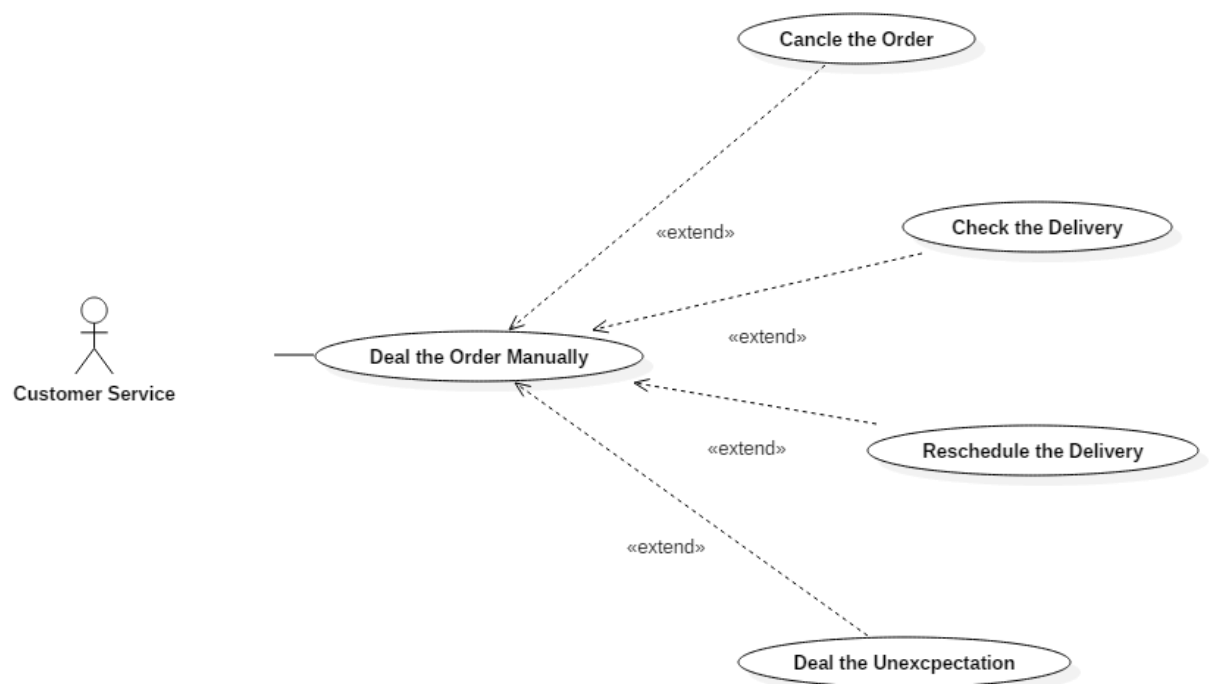 Cancle the Order
«extend»
Check the Delivery
«extend»
Deal the Order Manually
Customer Service
«extend»
Reschedule the Delivery
«extend»
Deal the Unexcpectation